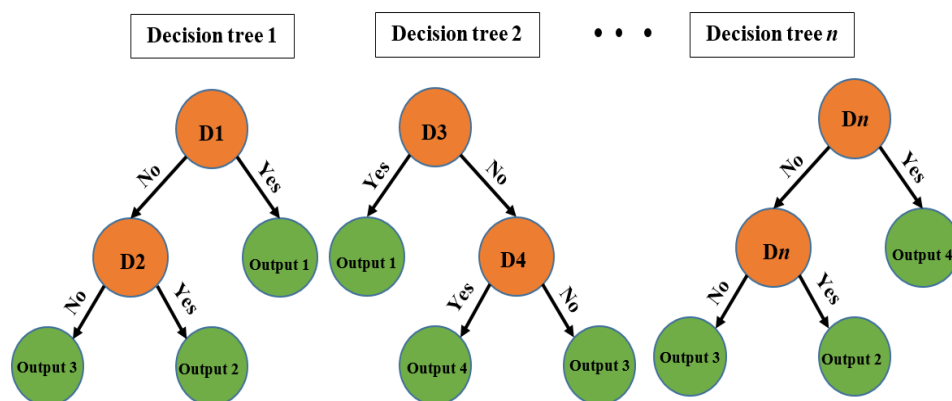 Decision tree 1
Decision tree 2
• • •
Decision tree n
D1
No
Yes
D2
Output 1
No
Yes
Output 3
Output 2
D3
Yes
No
Output 1
D4
Yes
No
Output 4
Output 3
Dn
No
Yes
Dn
Output 4
No
Yes
Output 3
Output 2